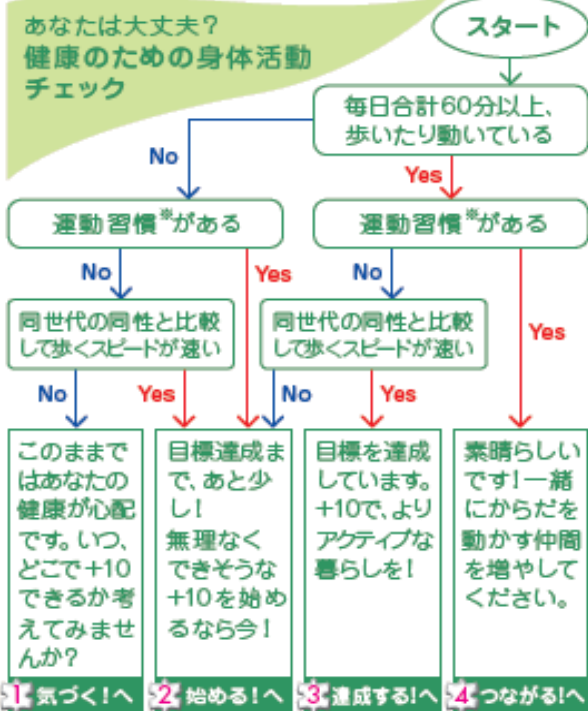 あなたは大丈夫?
健康のための身体活動
チェック
スタート
毎日合計60分以上、
歩いたり動いている
No
Yes
運動習慣※がある
運動習慣※がある
No
Yes
No
Yes
同世代の同性と比較
して歩くスピードが速い
同世代の同性と比較
して歩くスピードが速い
No
Yes
No
Yes
このままで
はあなたの
健康が心配
です。いつ、
どこで+10
できるか考
えてみませ
んか?
目標達成ま
で、あと少
し!
無理なく
できそうな
+10を始め
るなら今!
目標を達成
しています。
+10で、より
アクティブな
暮らしを!
素晴らしい
です!一緒
にからだを
動かす仲間
を増やして
ください。
1 気づく!へ
2 始める!へ
3 達成する!へ
4 つながる!へ